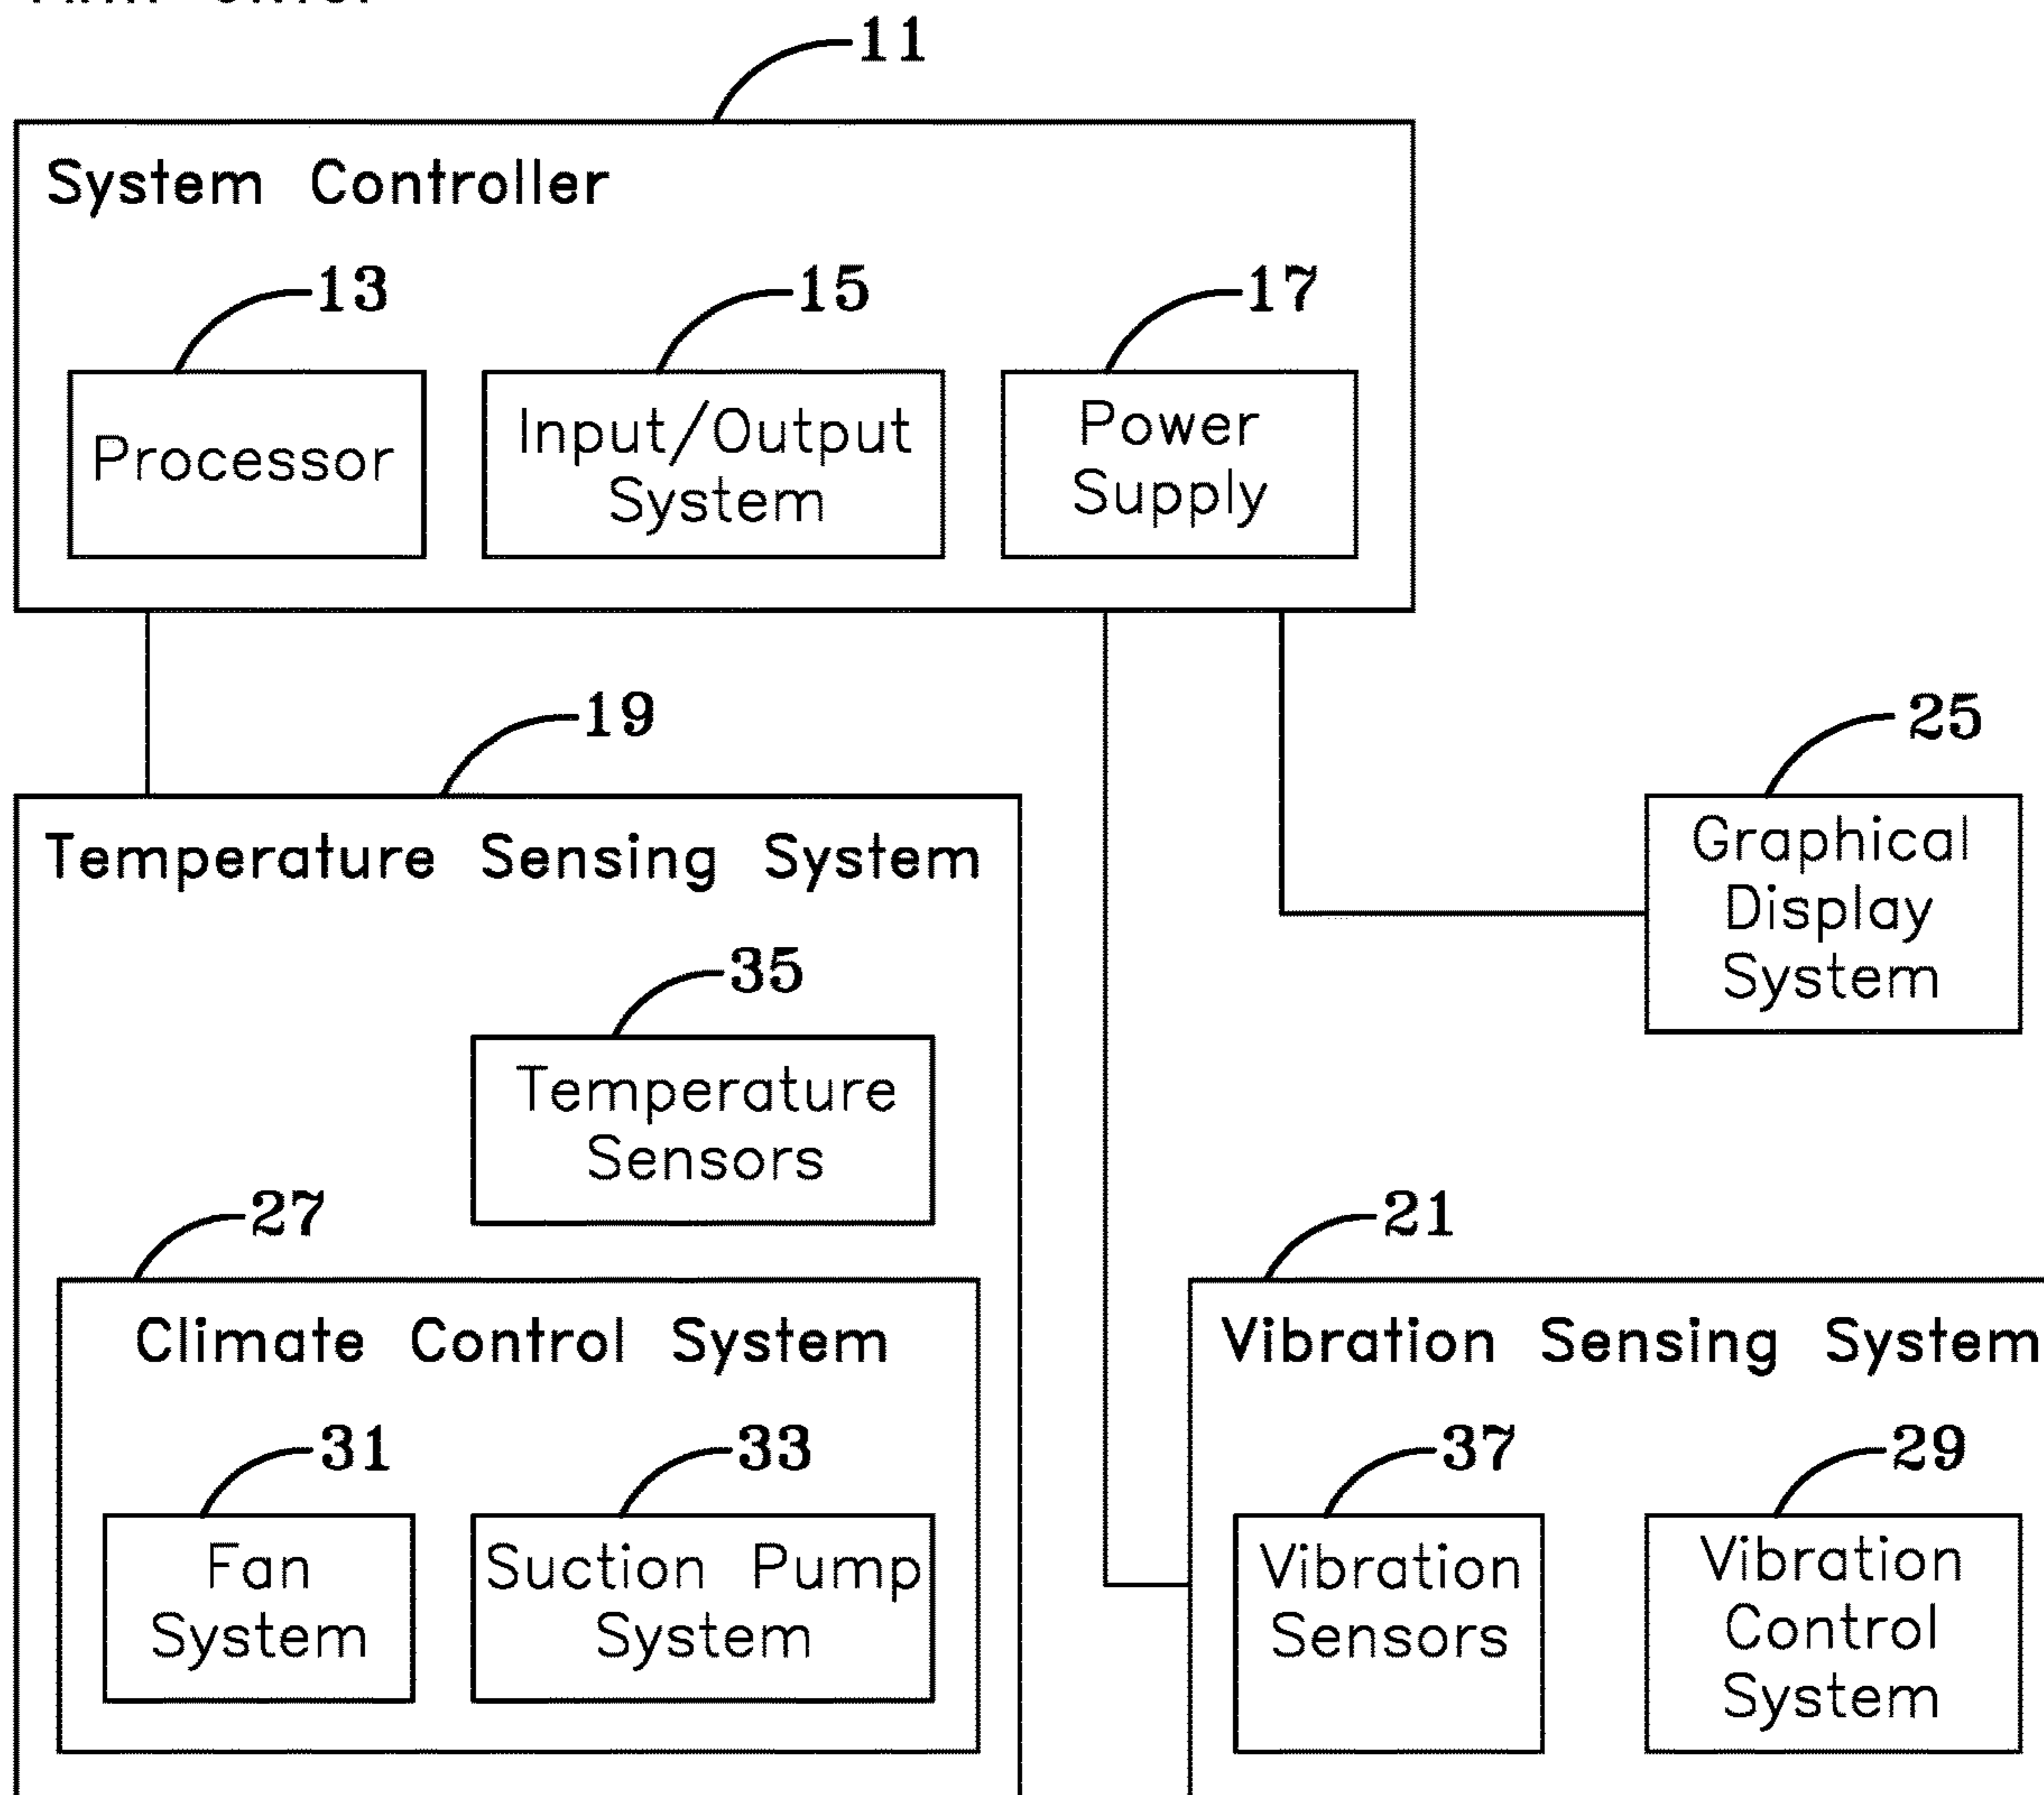 11
System Controller
13
15
17
Processor
Input/Output
System
Power
Supply
19
25
Temperature Sensing System
Graphical
Display
System
35
Temperature
Sensors
27
21
Climate Control System
Vibration Sensing System
31
33
37
29
Fan
System
Suction Pump
System
Vibration
Sensors
Vibration
Control
System